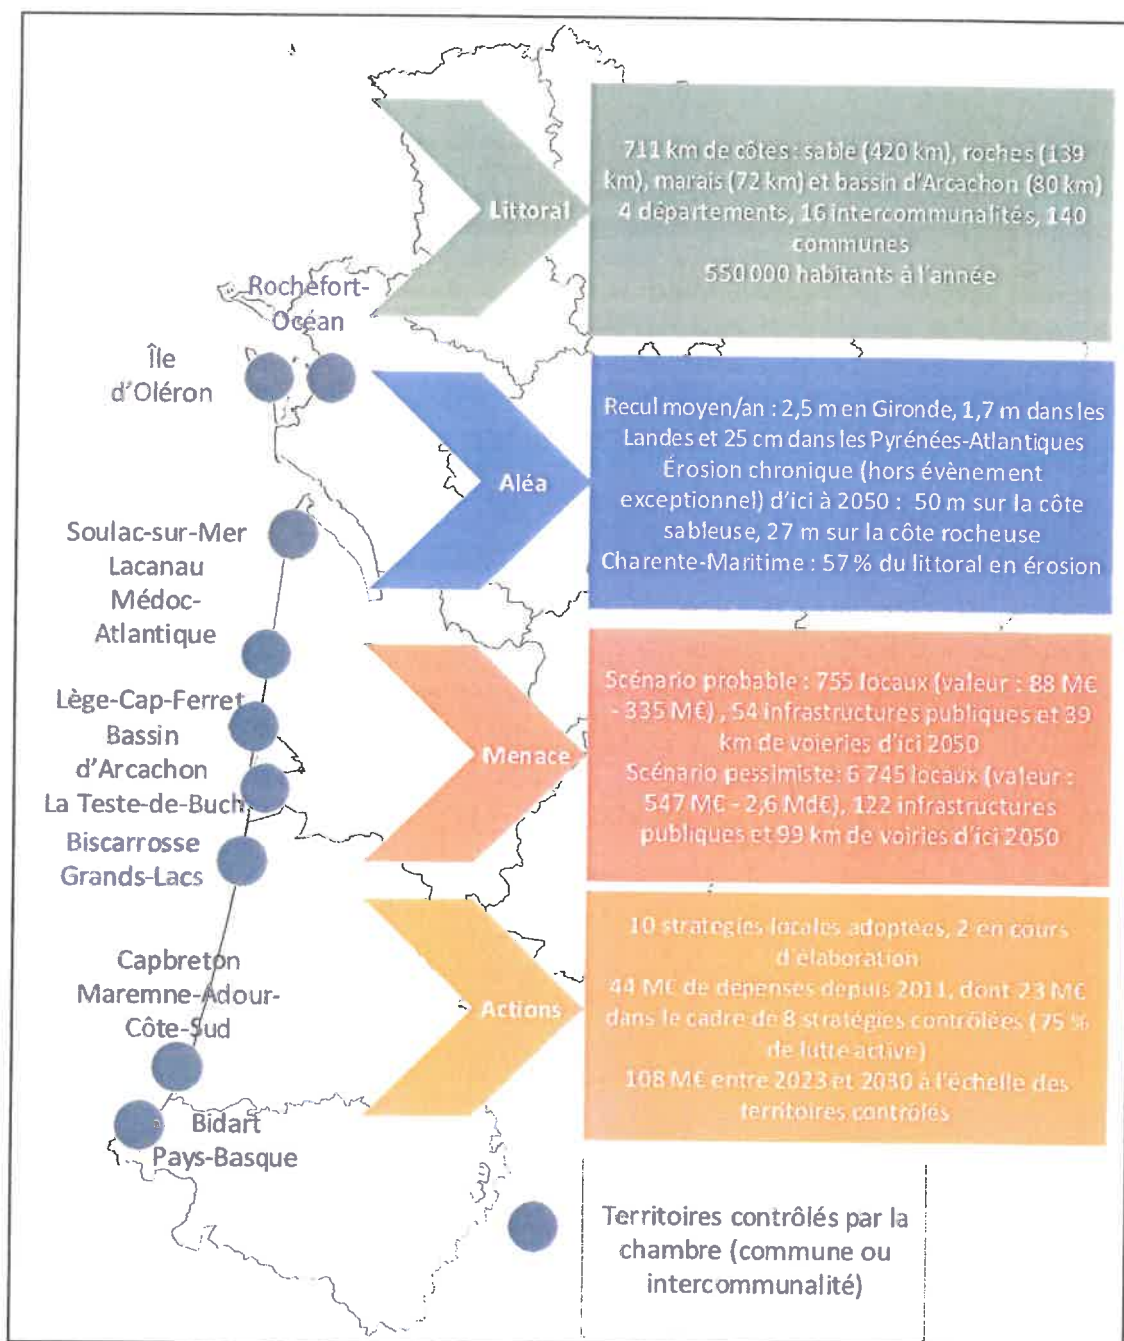 Littoral
711 km de côtes : sable (420 km), roches (139
km), marais (72 km) et bassin d'Arcachon (80 km)
4 départements, 16 intercommunalités, 140
communes
550 000 habitants à l'année
Rochefort-
Océan
Île
d'Oléron
Aléa
Recul moyen/an : 2,5 m en Gironde, 1,7 m dans les
Landes et 25 cm dans les Pyrénées-Atlantiques
Érosion chronique (hors évènement
exceptionnel) d'ici à 2050 : 50 m sur la côte
sableuse, 27 m sur la côte rocheuse
Charente-Maritime : 57 % du littoral en érosion
Soulac-sur-Mer
Lacanau
Médoc-
Atlantique
Menace
Scénario probable : 755 locaux (valeur : 88 M€
- 335 M€) , 54 infrastructures publiques et 39
km de voieries d'ici 2050
Scénario pessimiste: 6 745 locaux (valeur :
547 M€ - 2,6 Md€), 122 infrastructures
publiques et 99 km de voiries d'ici 2050
Lège-Cap-Ferret
Bassin
d'Arcachon
La Teste-de-Buch
Biscarrosse
Grands-Lacs
Actions
10 stratégies locales adoptées, 2 en cours
d'élaboration
44 M€ de dépenses depuis 2011, dont 23 M€
dans le cadre de 8 stratégies contrôlées (75 %
de lutte active)
108 M€ entre 2023 et 2030 à l'échelle des
territoires contrôlés
Capbreton
Maremne-Adour-
Côte-Sud
Bidart
Pays-Basque
Territoires contrôlés par la
chambre (commune ou
intercommunalité)